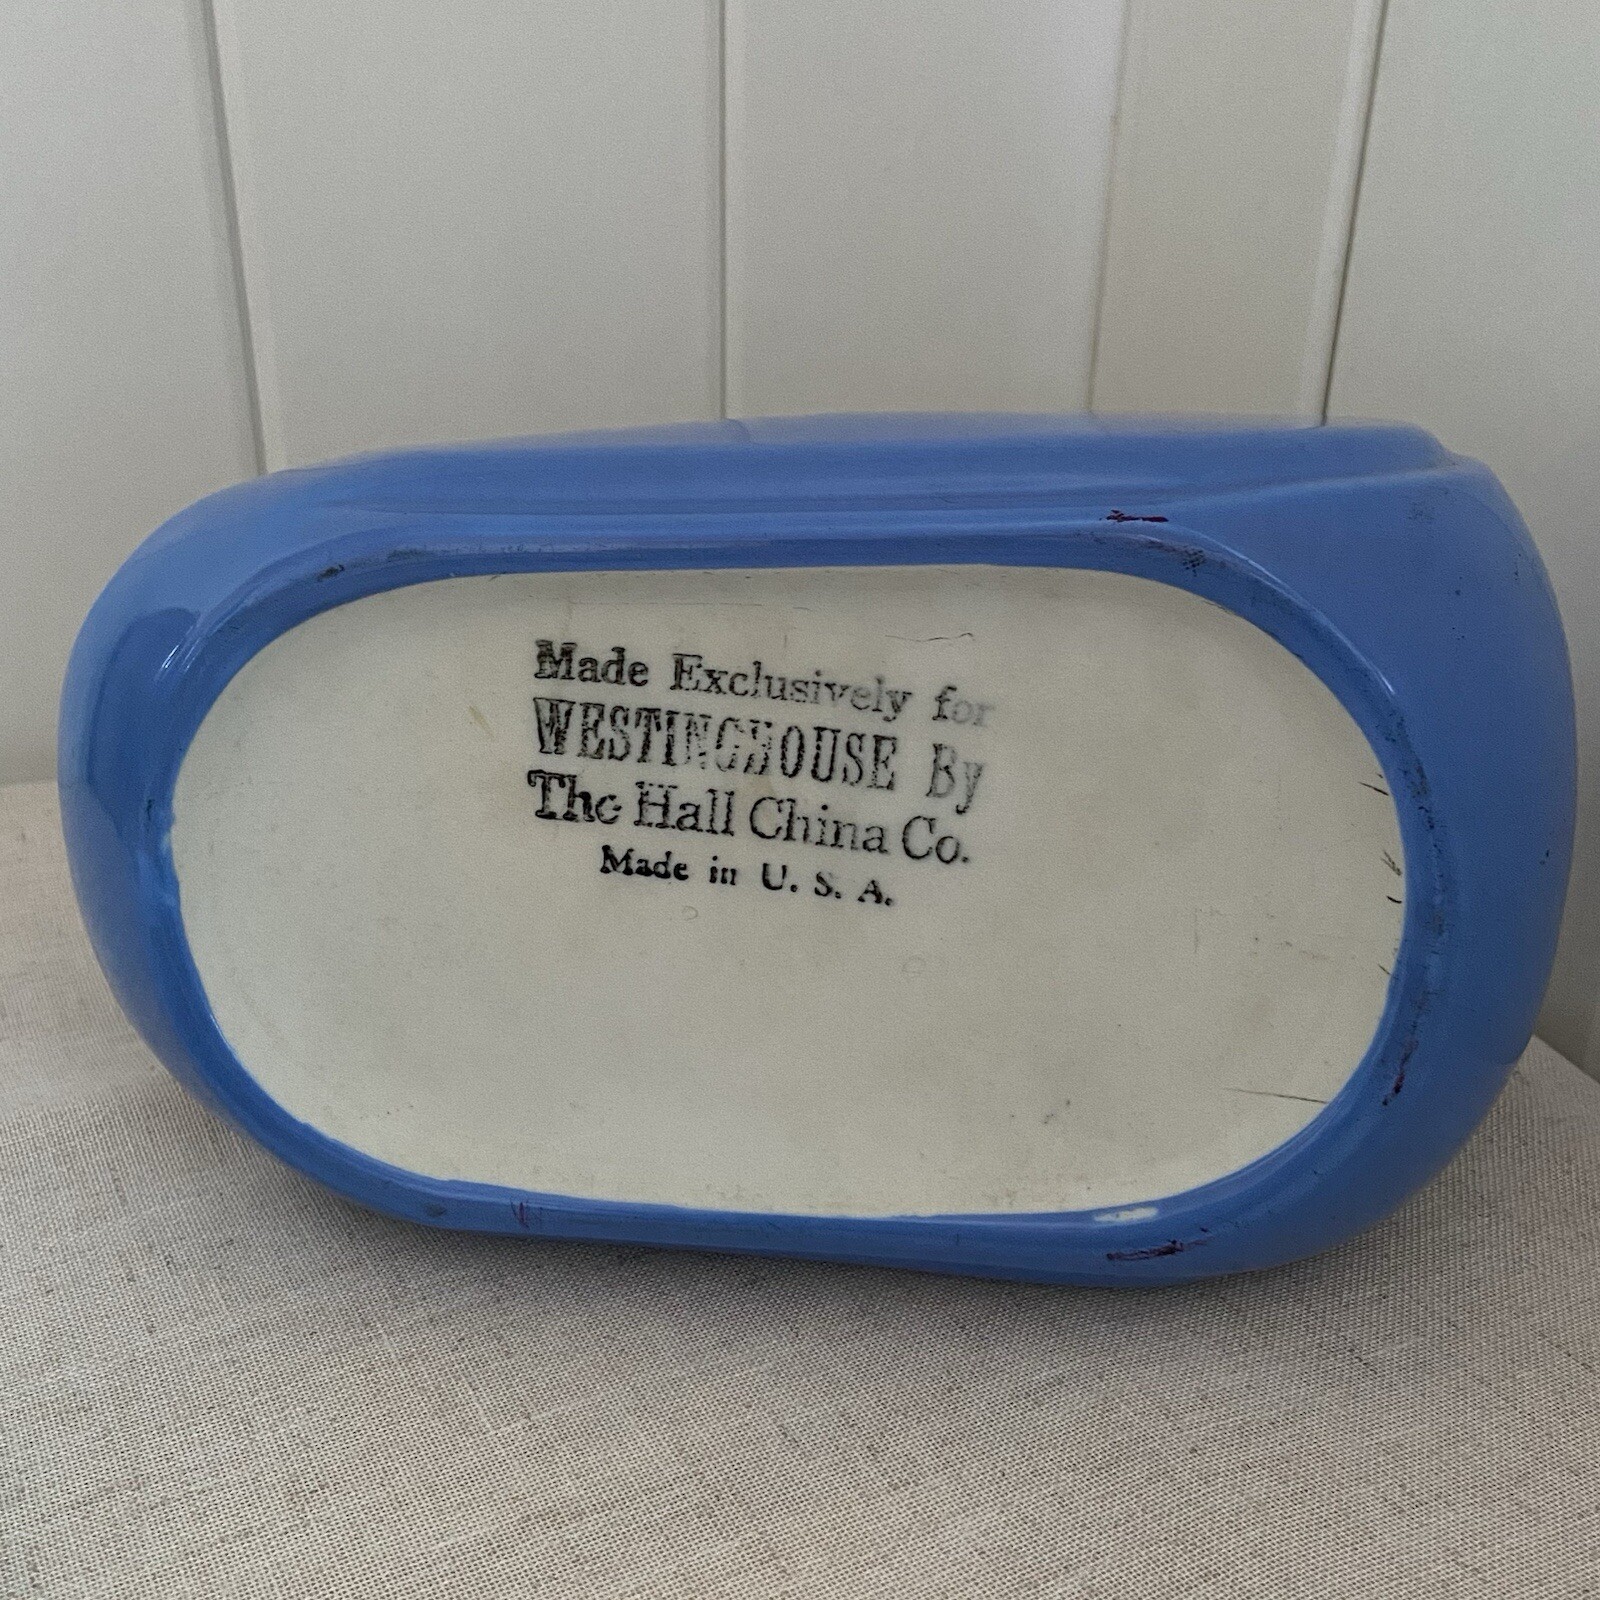 Made Exclusively for
WESTINGHOUSE By
The Hall China Co.
Made in U. S. A.